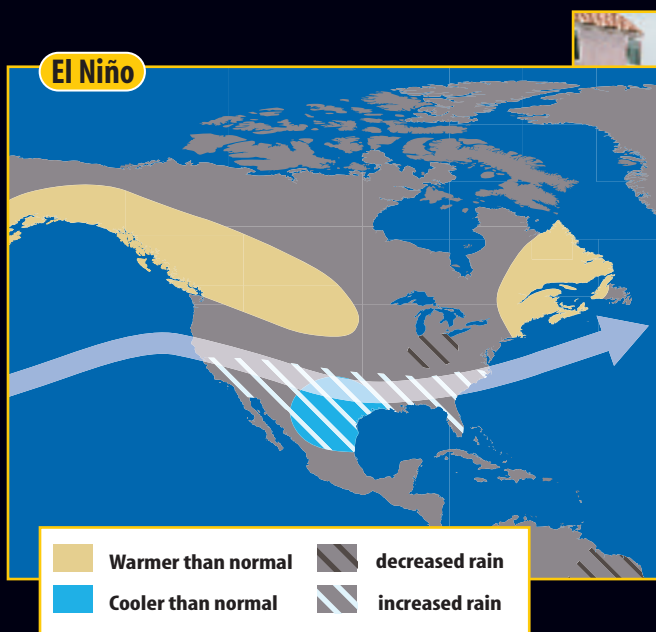 El Niño
Warmer than normal
decreased rain
Cooler than normal
increased rain